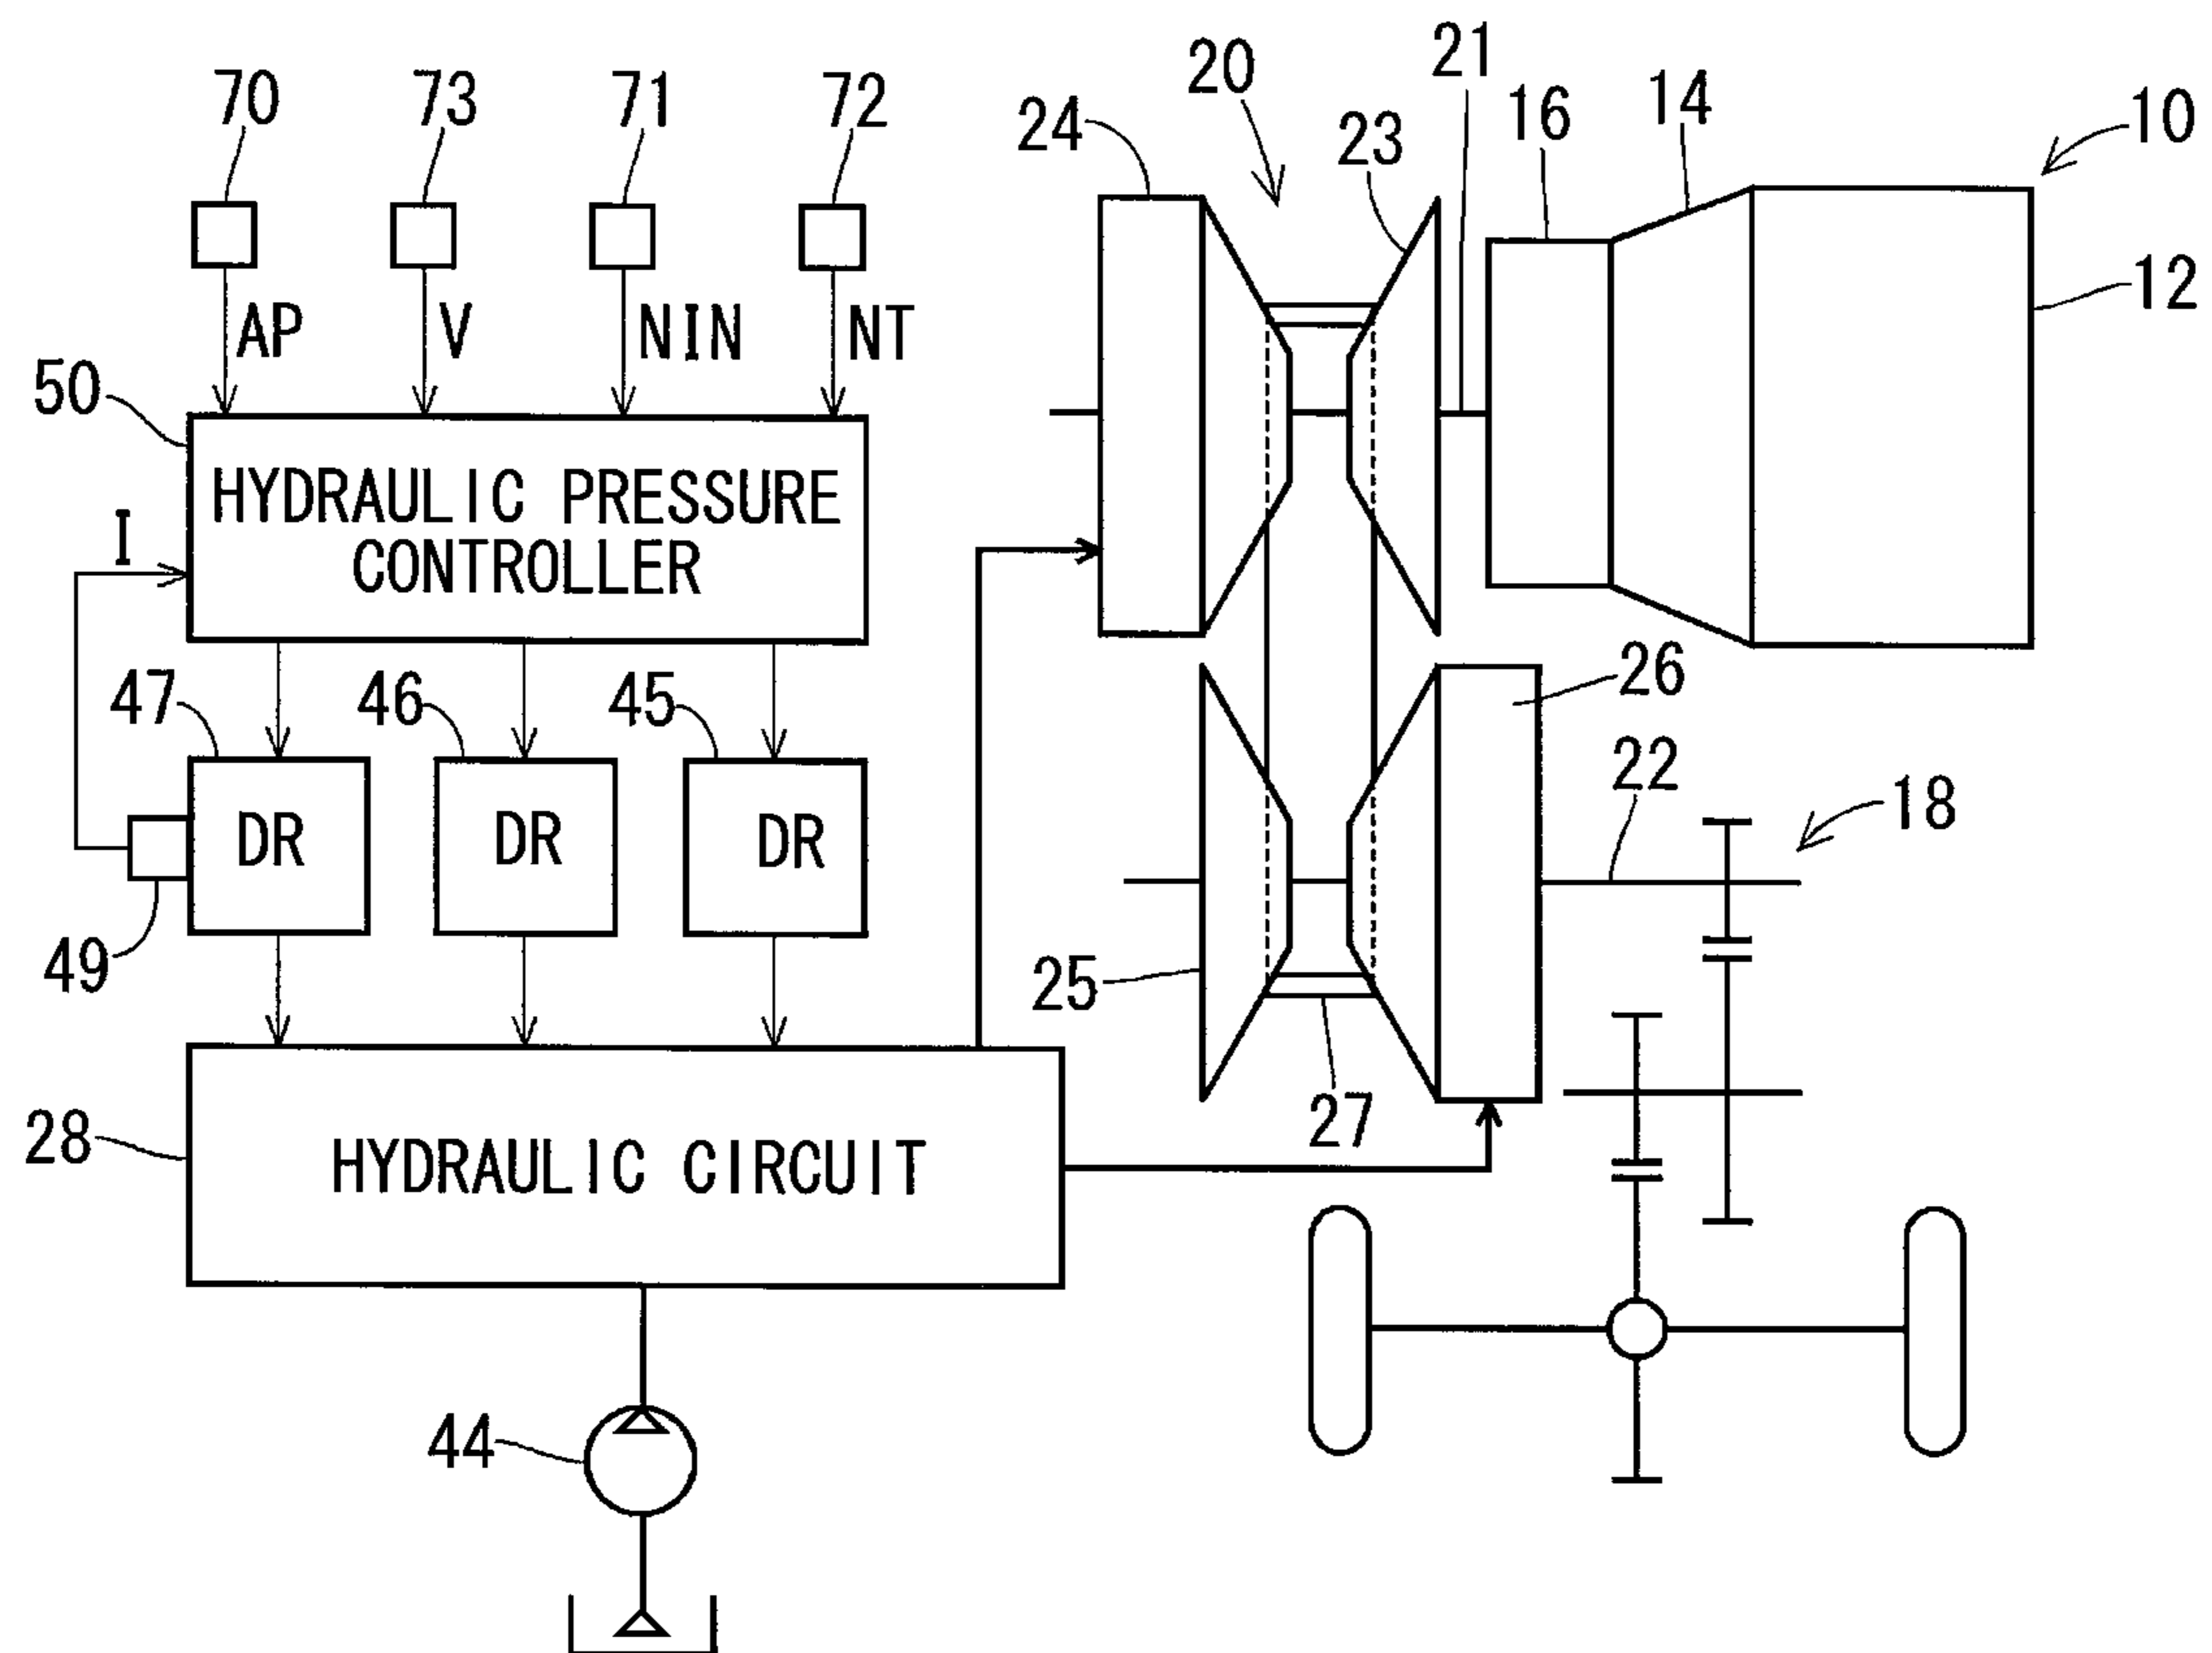 70
73
71
72
24
20
23
21
16
14
10
12
AP
V
NIN
NT
50
HYDRAULIC PRESSURE
CONTROLLER
I
47
46
45
26
22
18
DR
DR
DR
49
25
27
28
HYDRAULIC CIRCUIT
44